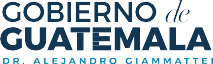 GOBIERNO de
GUATEMALA
DR. ALEJANDRO GIAMMATTEI